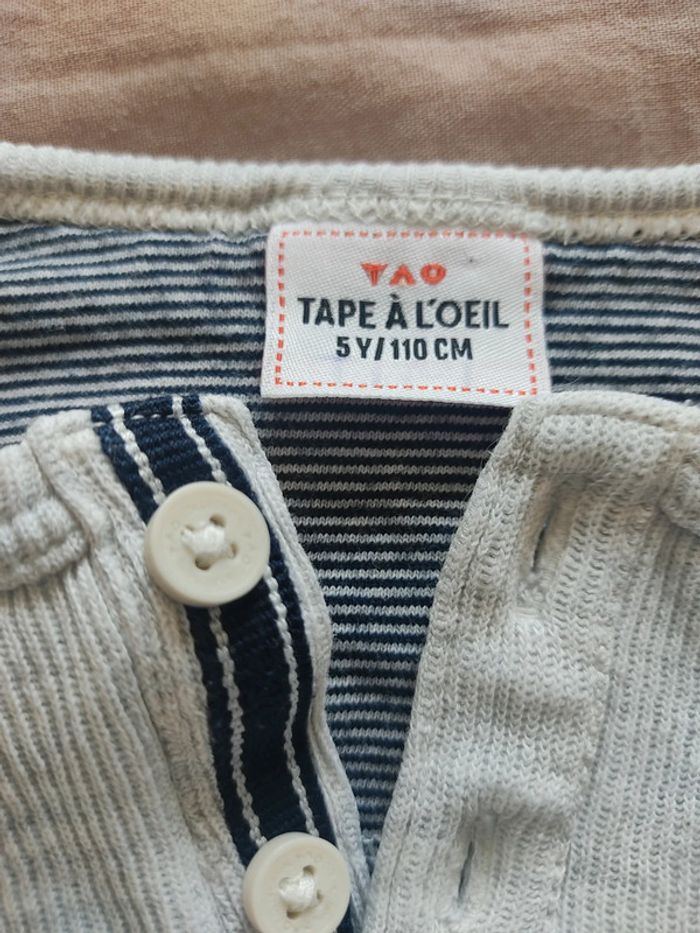 TAO
TAPE À L'OEIL
5 Y/110 CM